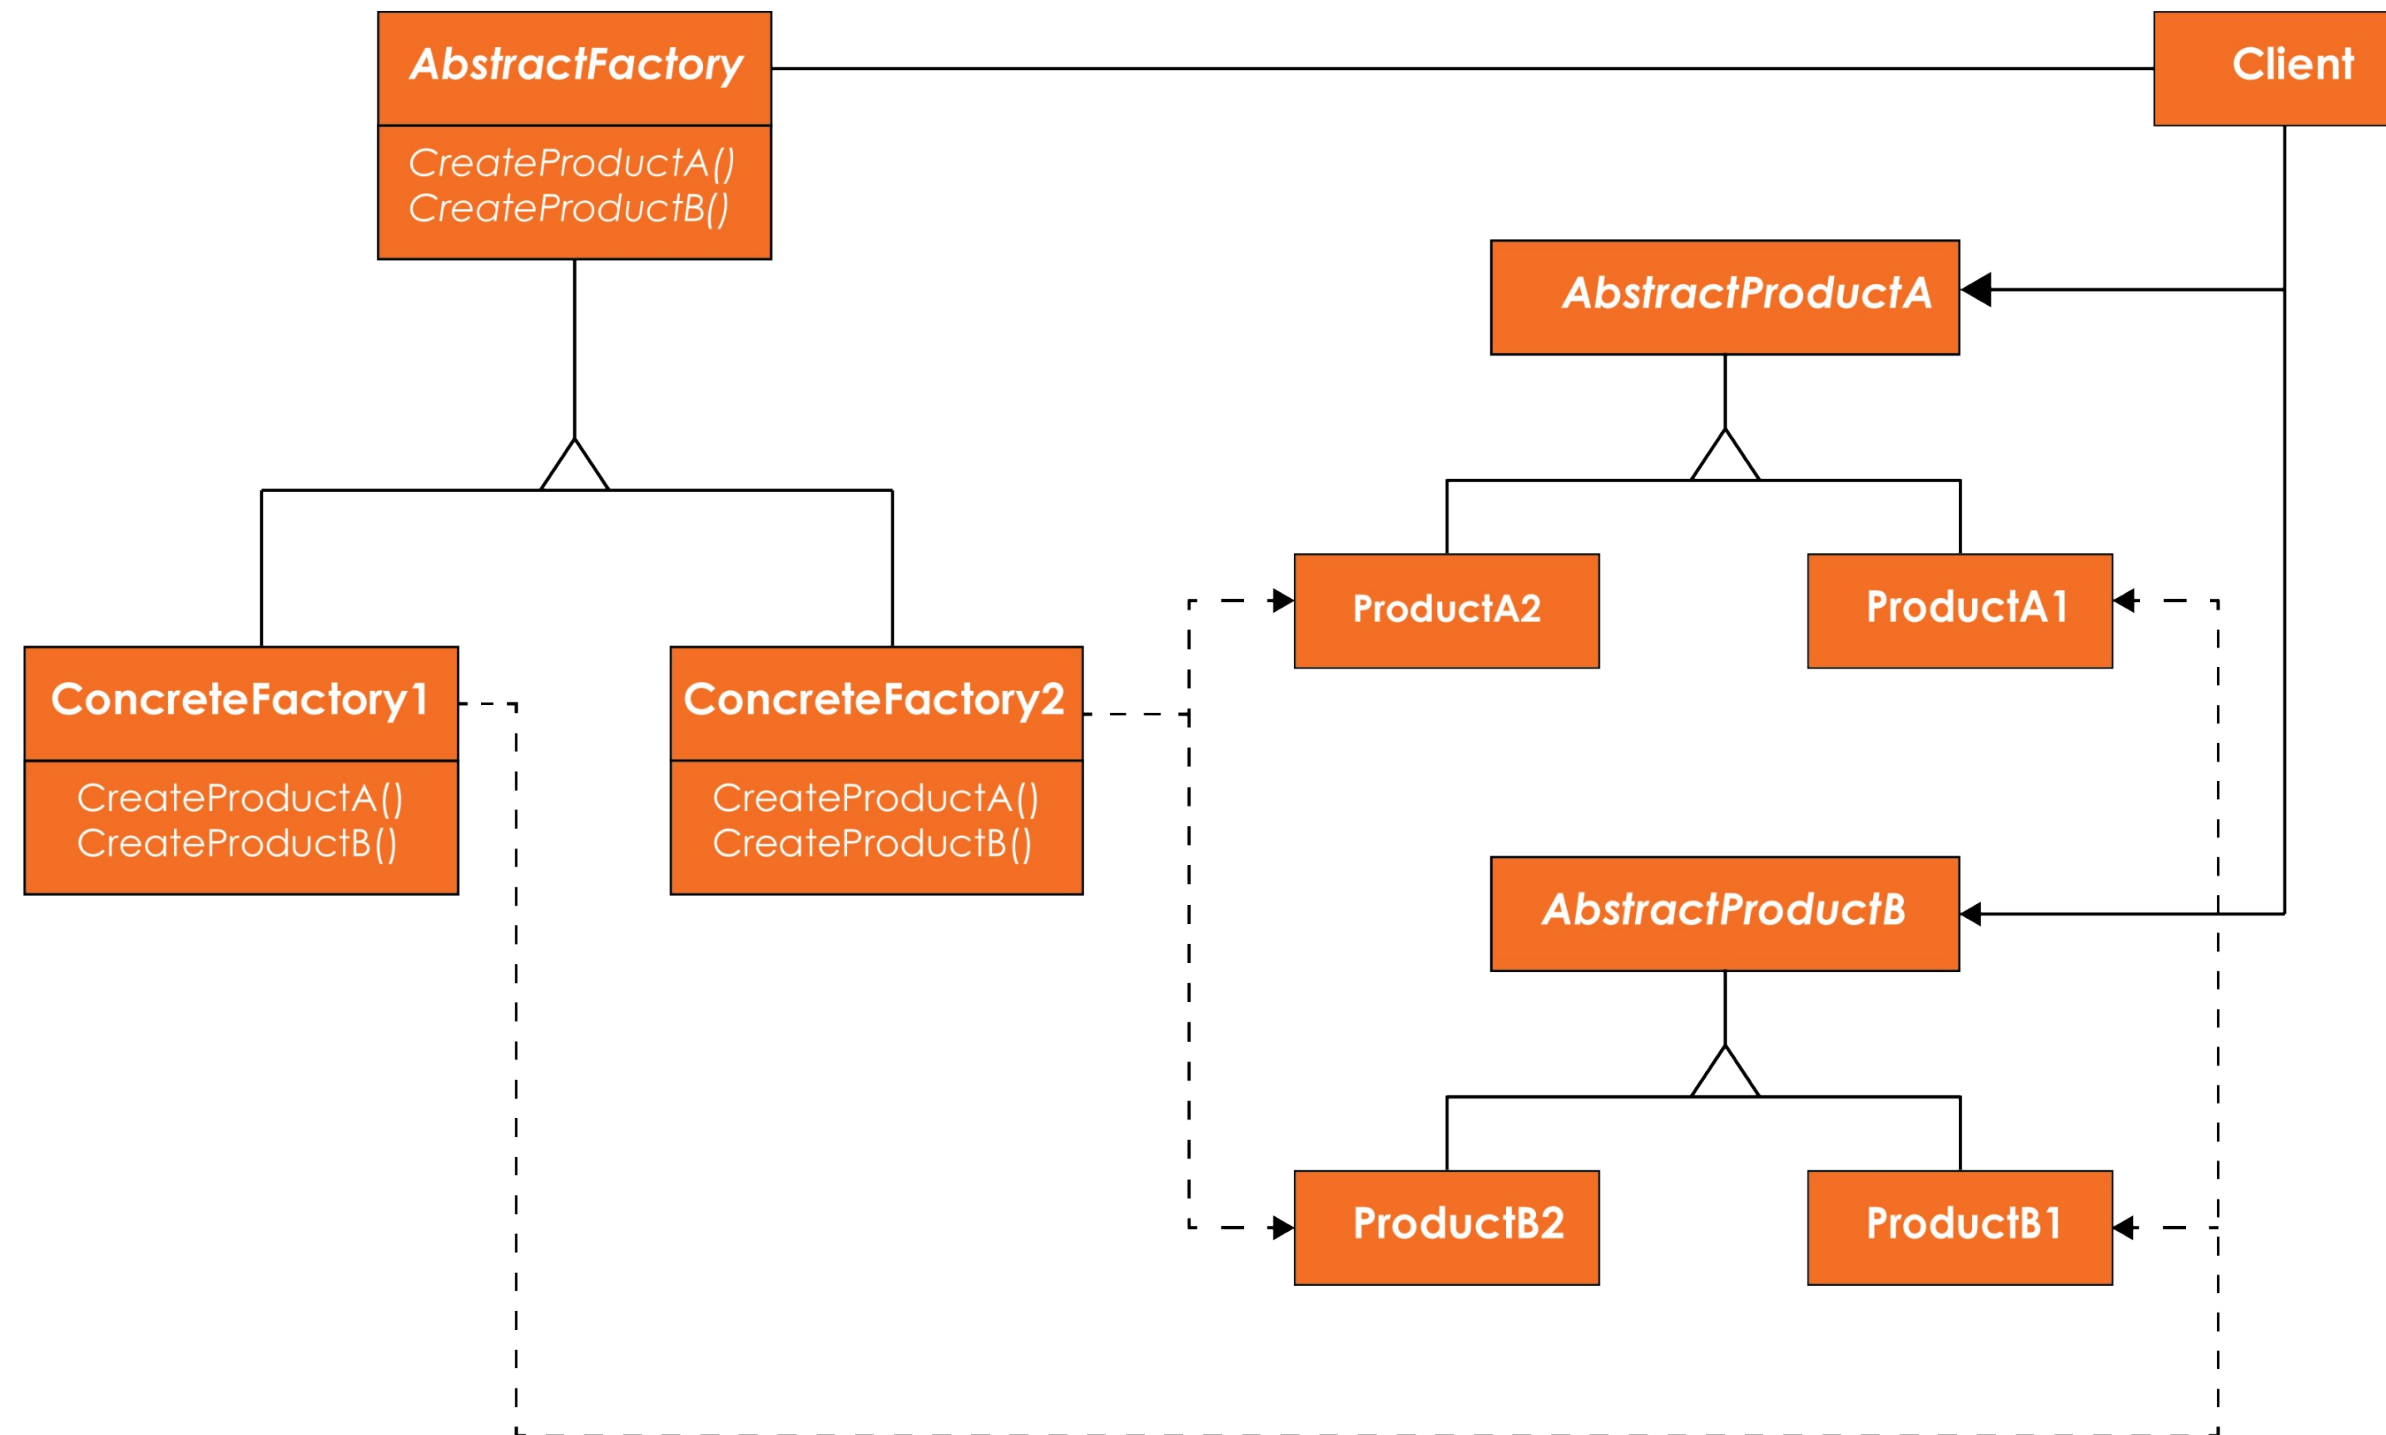 AbstractFactory
CreateProductA()
CreateProductB()
Client
AbstractProductA
ProductA2
ProductA1
ConcreteFactory1
CreateProductA()
CreateProductB()
ConcreteFactory2
CreateProductA()
CreateProductB()
AbstractProductB
ProductB2
ProductB1